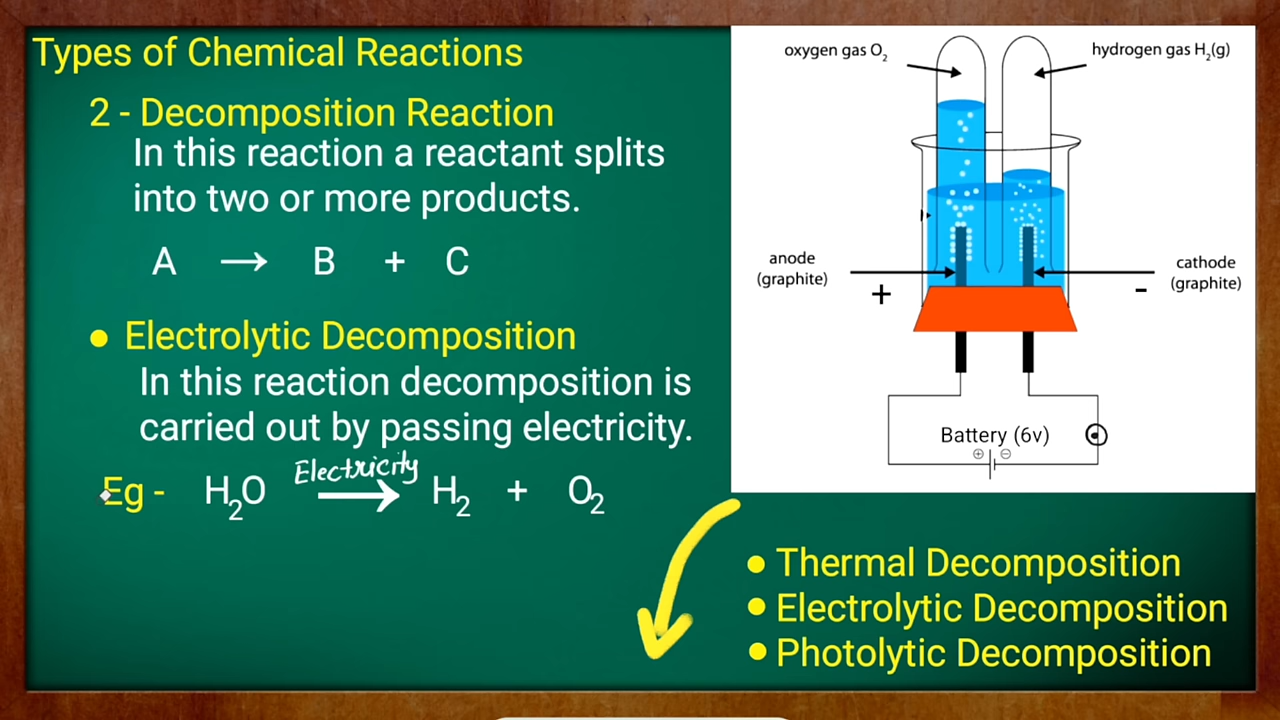 Types of Chemical Reactions
2 - Decomposition Reaction
In this reaction a reactant splits
into two or more products.
A → B + C
• Electrolytic Decomposition
In this reaction decomposition is
carried out by passing electricity.
Electricity
Eg - H₂O → H₂ + O₂
oxygen gas O₂
hydrogen gas H₂(g)
anode
(graphite)
+
cathode
(graphite)
-
Battery (6v)
⊕ ⊖
• Thermal Decomposition
• Electrolytic Decomposition
• Photolytic Decomposition